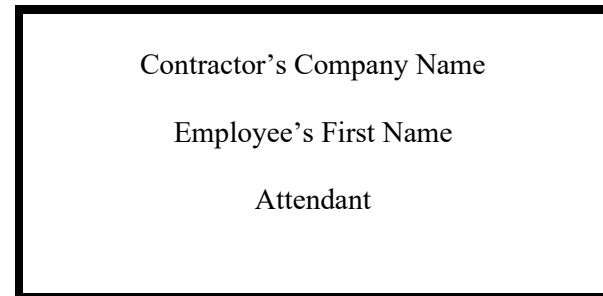 Contractor’s Company Name
Employee’s First Name
Attendant